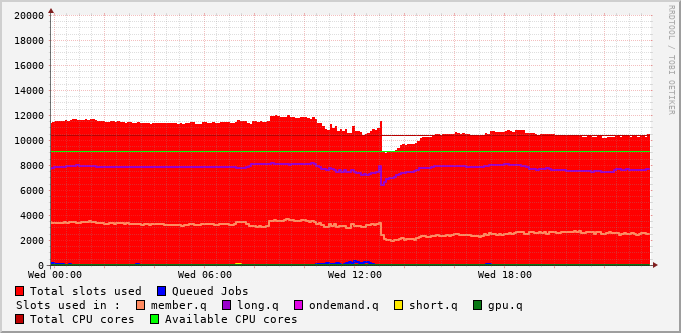 20000
18000
16000
14000
12000
10000
8000
6000
4000
2000
0
Wed 00:00 Wed 06:00 Wed 12:00 Wed 18:00
Total slots used Queued Jobs
Slots used in : member.q long.q ondemand.q short.q gpu.q
Total CPU cores Available CPU cores
RRDTOOL / TOBI OETIKER